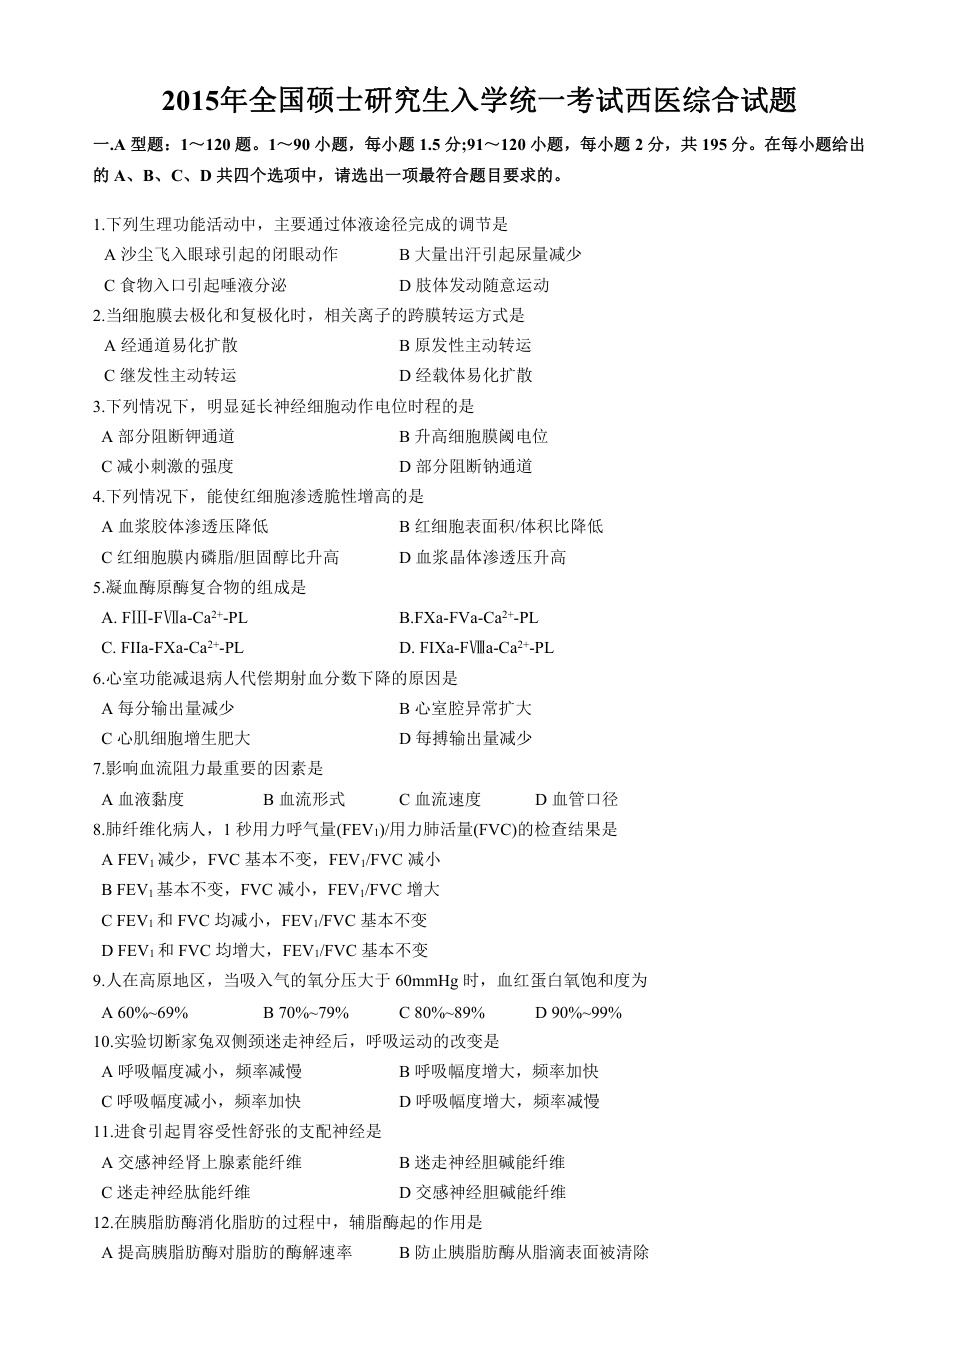 2015年全国硕士研究生入学统一考试西医综合试题
一.A 型题：1～120 题。1～90 小题，每小题 1.5 分;91～120 小题，每小题 2 分，共 195 分。在每小题给出
的 A、B、C、D 共四个选项中，请选出一项最符合题目要求的。
1.下列生理功能活动中，主要通过体液途径完成的调节是
A 沙尘飞入眼球引起的闭眼动作 B 大量出汗引起尿量减少
C 食物入口引起唾液分泌 D 肢体发动随意运动
2.当细胞膜去极化和复极化时，相关离子的跨膜转运方式是
A 经通道易化扩散 B 原发性主动转运
C 继发性主动转运 D 经载体易化扩散
3.下列情况下，明显延长神经细胞动作电位时程的是
A 部分阻断钾通道 B 升高细胞膜阈电位
C 减小刺激的强度 D 部分阻断钠通道
4.下列情况下，能使红细胞渗透脆性增高的是
A 血浆胶体渗透压降低 B 红细胞表面积/体积比降低
C 红细胞膜内磷脂/胆固醇比升高 D 血浆晶体渗透压升高
5.凝血酶原酶复合物的组成是
A. FⅢ-FⅦa-Ca²⁺-PL B.FXa-FVa-Ca²⁺-PL
C. FIIa-FXa-Ca²⁺-PL D. FIXa-FⅧa-Ca²⁺-PL
6.心室功能减退病人代偿期射血分数下降的原因是
A 每分输出量减少 B 心室腔异常扩大
C 心肌细胞增生肥大 D 每搏输出量减少
7.影响血流阻力最重要的因素是
A 血液黏度 B 血流形式 C 血流速度 D 血管口径
8.肺纤维化病人，1 秒用力呼气量(FEV₁)/用力肺活量(FVC)的检查结果是
A FEV₁ 减少，FVC 基本不变，FEV₁/FVC 减小
B FEV₁ 基本不变，FVC 减小，FEV₁/FVC 增大
C FEV₁ 和 FVC 均减小，FEV₁/FVC 基本不变
D FEV₁ 和 FVC 均增大，FEV₁/FVC 基本不变
9.人在高原地区，当吸入气的氧分压大于 60mmHg 时，血红蛋白氧饱和度为
A 60%~69% B 70%~79% C 80%~89% D 90%~99%
10.实验切断家兔双侧颈迷走神经后，呼吸运动的改变是
A 呼吸幅度减小，频率减慢 B 呼吸幅度增大，频率加快
C 呼吸幅度减小，频率加快 D 呼吸幅度增大，频率减慢
11.进食引起胃容受性舒张的支配神经是
A 交感神经肾上腺素能纤维 B 迷走神经胆碱能纤维
C 迷走神经肽能纤维 D 交感神经胆碱能纤维
12.在胰脂肪酶消化脂肪的过程中，辅脂酶起的作用是
A 提高胰脂肪酶对脂肪的酶解速率 B 防止胰脂肪酶从脂滴表面被清除